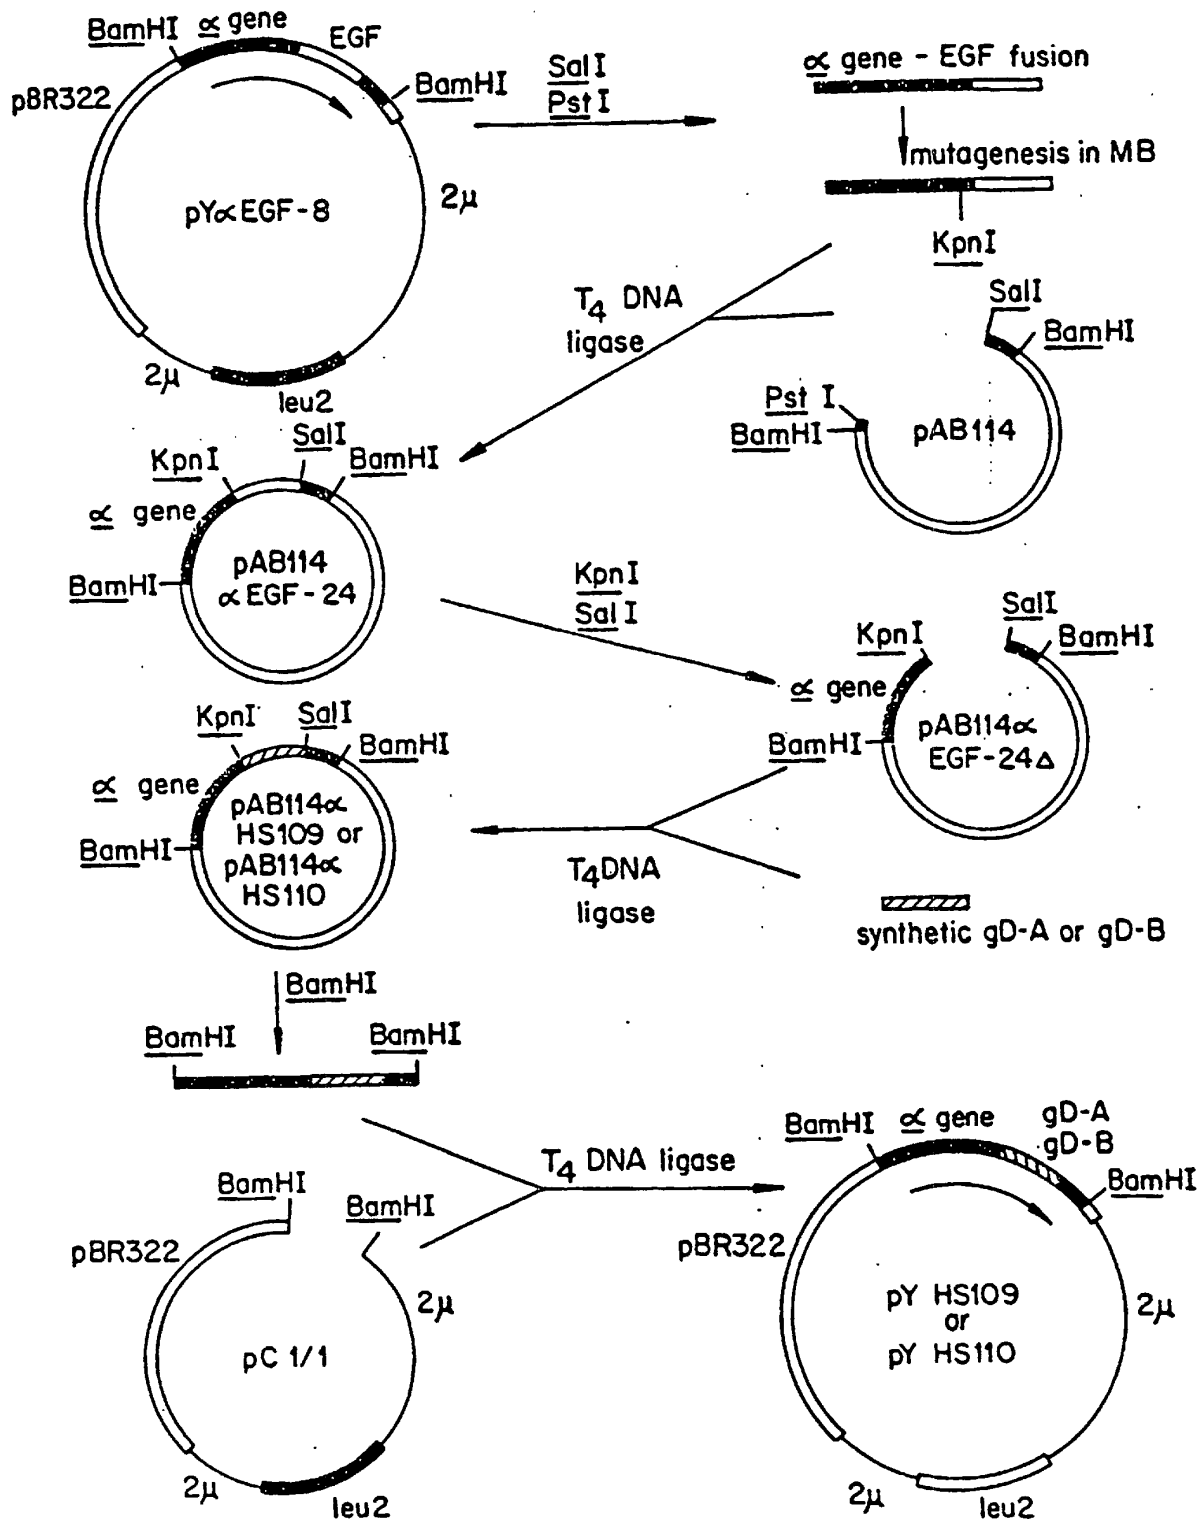 BamHI
α gene
EGF
BamHI
pBR322
pYαEGF-8
2µ
2µ
leu2
SalI
PstI
α gene - EGF fusion
mutagenesis in MB
KpnI
T4 DNA
ligase
SalI
BamHI
Pst I
BamHI
pAB114
KpnI
SalI
BamHI
α gene
BamHI
pAB114
αEGF-24
KpnI
SalI
KpnI
SalI
BamHI
α gene
BamHI
pAB114α
EGF-24Δ
KpnI
SalI
BamHI
α gene
BamHI
pAB114α
HS109 or
pAB114α
HS110
T4DNA
ligase
synthetic gD-A or gD-B
BamHI
BamHI
BamHI
T4 DNA ligase
BamHI
BamHI
pBR322
pC 1/1
2µ
2µ
leu2
BamHI
α gene
gD-A
gD-B
BamHI
pBR322
pY HS109
or
pY HS110
2µ
2µ
leu2